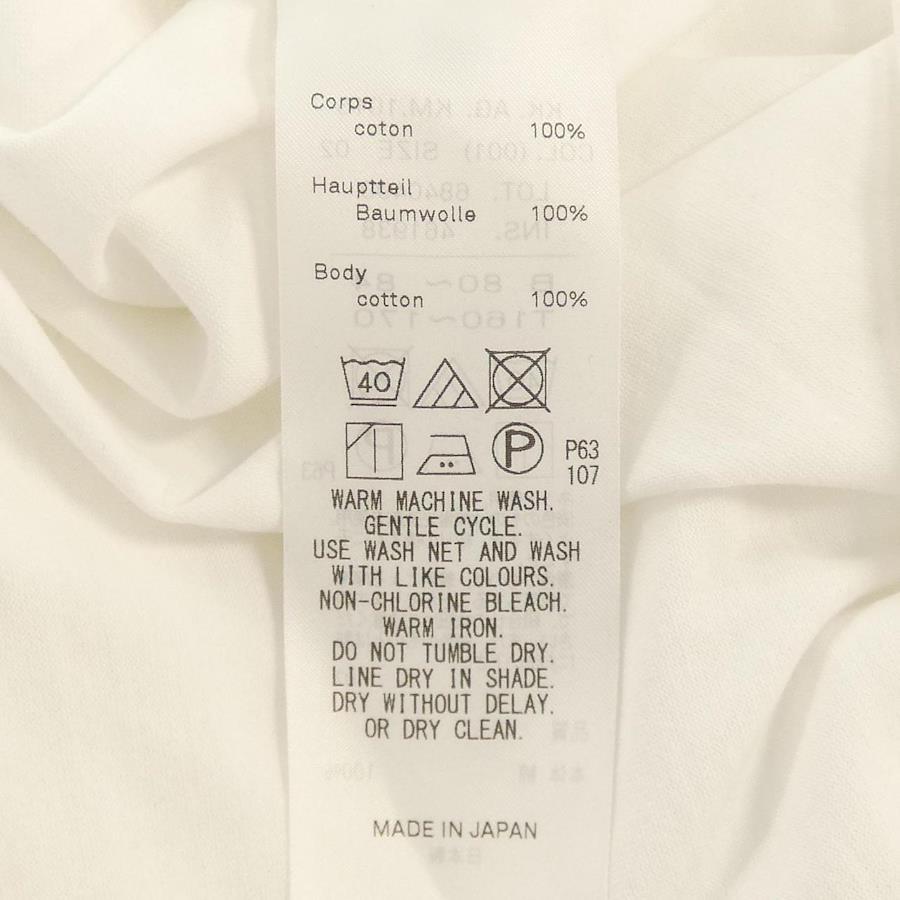 Corps
coton 100%
Hauptteil
Baumwolle 100%
Body
cotton 100%
40
P P63
107
WARM MACHINE WASH.
GENTLE CYCLE.
USE WASH NET AND WASH
WITH LIKE COLOURS.
NON-CHLORINE BLEACH.
WARM IRON.
DO NOT TUMBLE DRY.
LINE DRY IN SHADE.
DRY WITHOUT DELAY.
OR DRY CLEAN.
MADE IN JAPAN